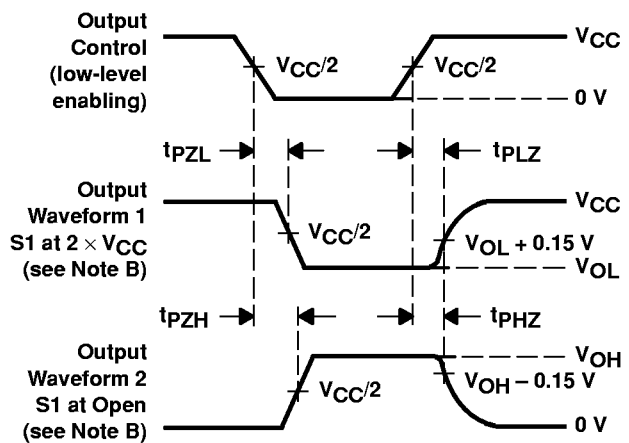 Output
Control
(low-level
enabling)
VCC/2
VCC/2
VCC
0 V
tPZL
tPLZ
Output
Waveform 1
S1 at 2 × VCC
(see Note B)
VCC/2
VCC
VOL + 0.15 V
VOL
tPZH
tPHZ
Output
Waveform 2
S1 at Open
(see Note B)
VCC/2
VOH
VOH − 0.15 V
0 V